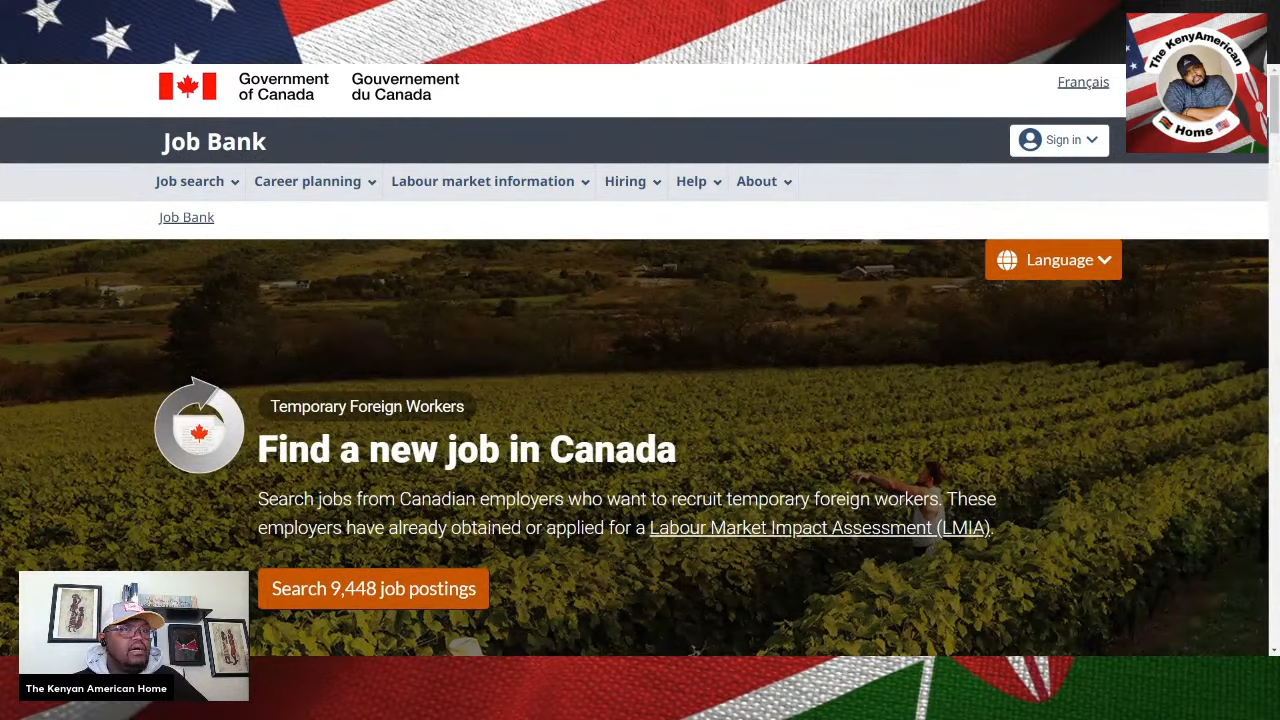 Government
of Canada
Gouvernement
du Canada
Français
The KenyAmerican
Home
Job Bank
Sign in
Job search
Career planning
Labour market information
Hiring
Help
About
Job Bank
Language
Temporary Foreign Workers
Find a new job in Canada
Search jobs from Canadian employers who want to recruit temporary foreign workers. These
employers have already obtained or applied for a Labour Market Impact Assessment (LMIA).
Search 9,448 job postings
The Kenyan American Home